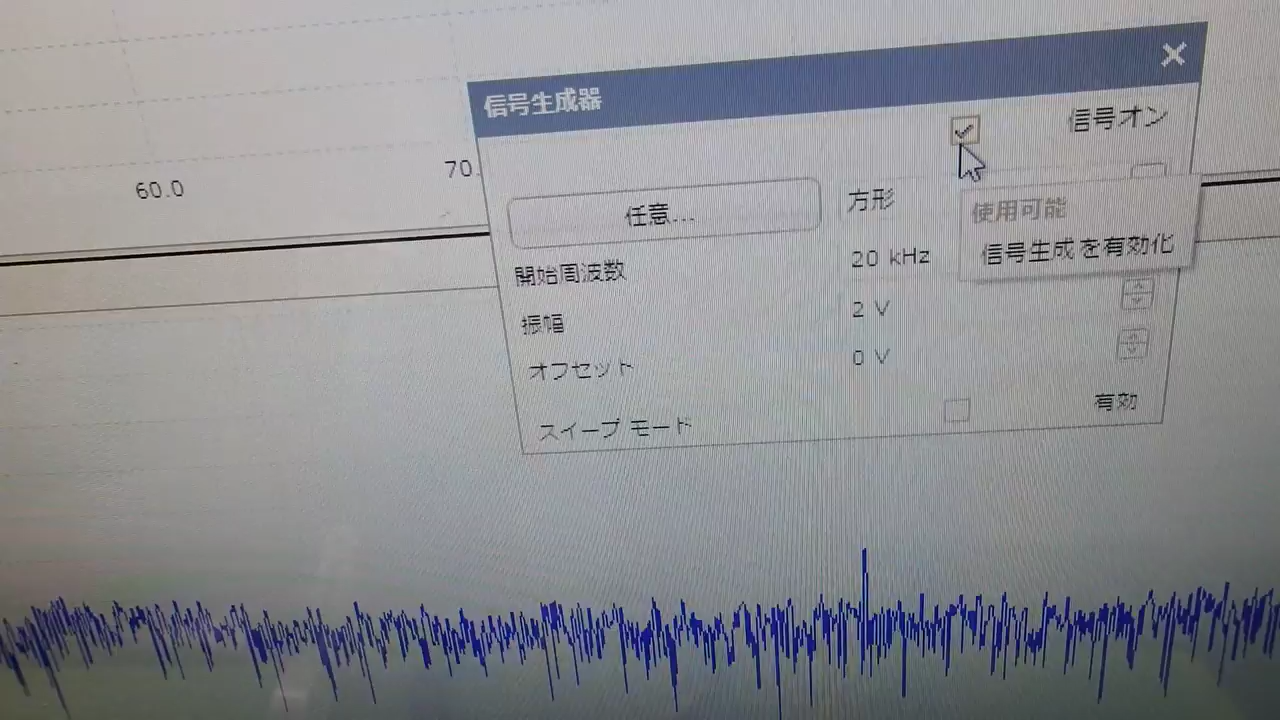 信号生成器
信号オン
60.0
70.
任意...
方形
使用可能
信号生成 を有効化
開始周波数
20 kHz
振幅
2 V
オフセット
0 V
スイープ モード
有効